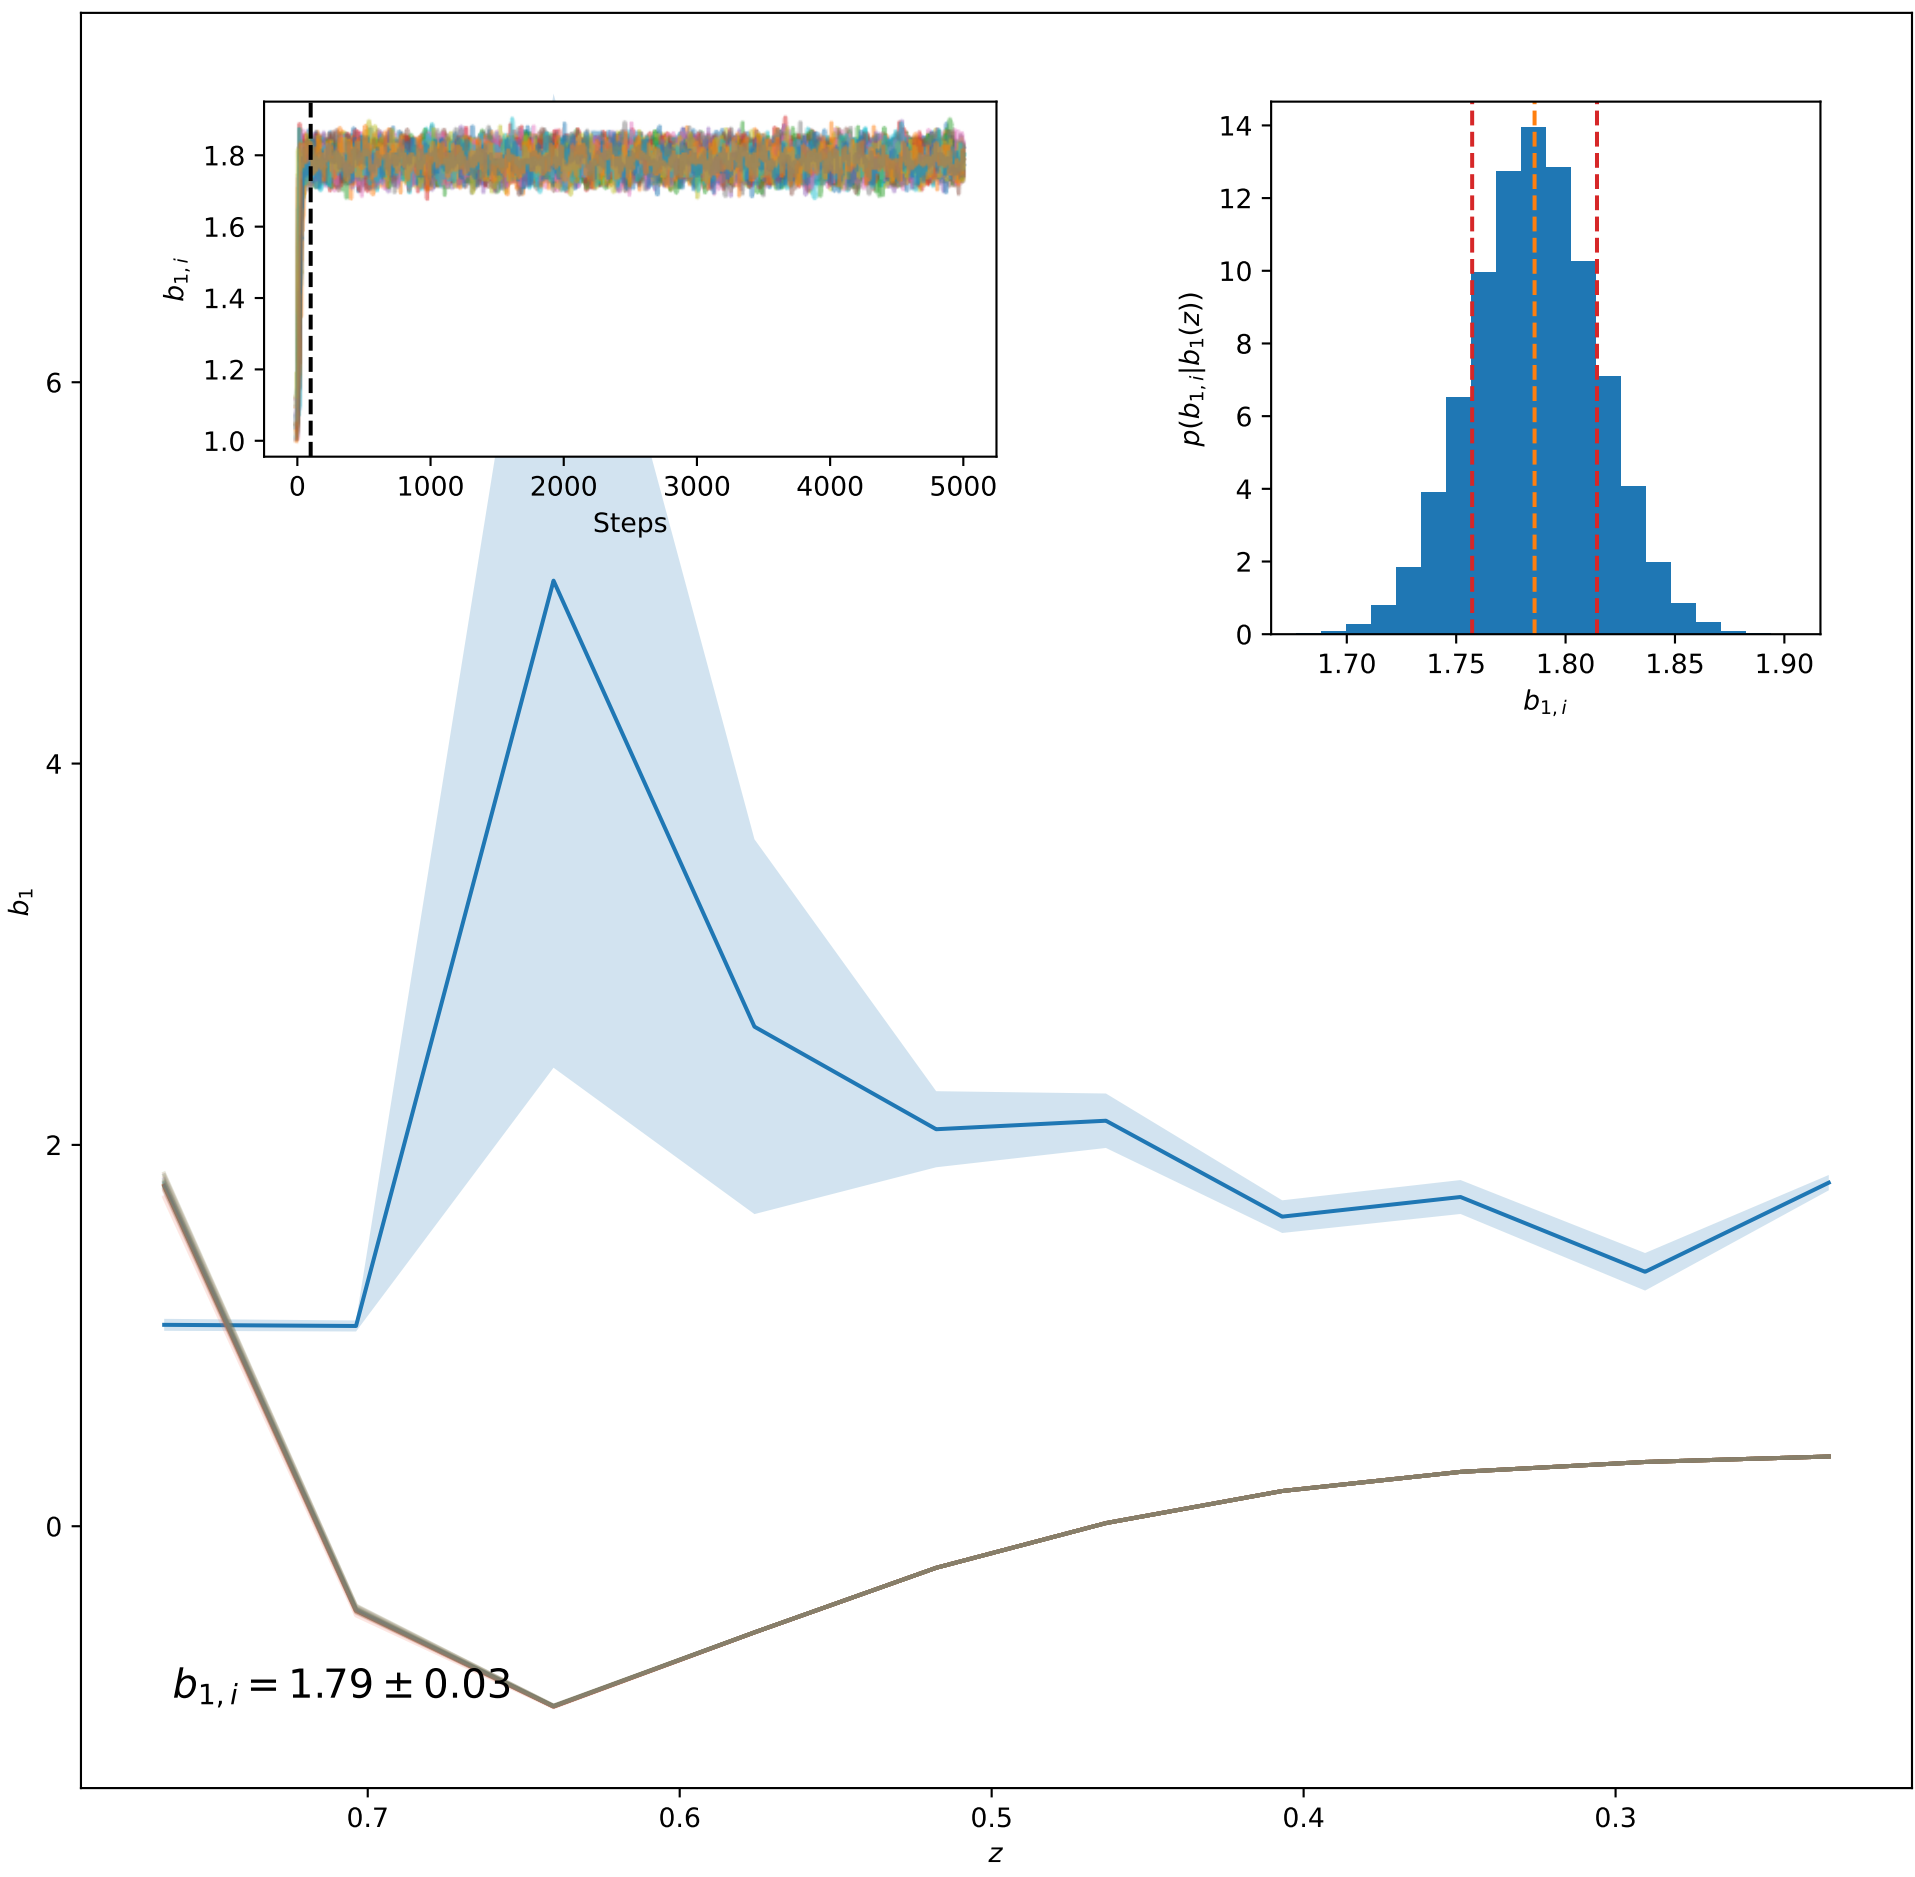 1.8
1.6
1.4
1.2
1.0
b₁,ᵢ
0 1000 2000 3000 4000 5000
Steps
14
12
10
8
6
4
2
0
p(b₁,ᵢ|b₁(z))
1.70 1.75 1.80 1.85 1.90
b₁,ᵢ
6
4
2
0
b₁
b₁,ᵢ = 1.79 ± 0.03
0.7 0.6 0.5 0.4 0.3
z